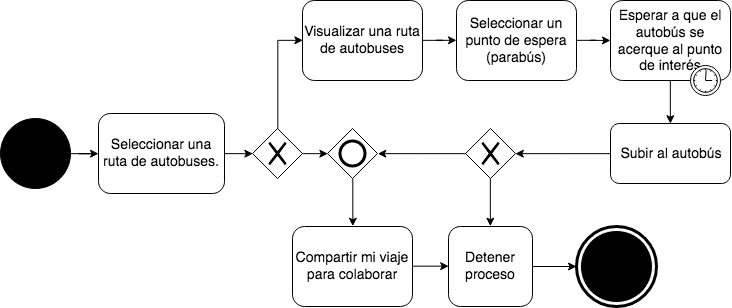 Visualizar una ruta
de autobuses
Seleccionar un
punto de espera
(parabús)
Esperar a que el
autobús se
acerque al punto
de interés
Seleccionar una
ruta de autobuses.
Subir al autobús
Compartir mi viaje
para colaborar
Detener
proceso